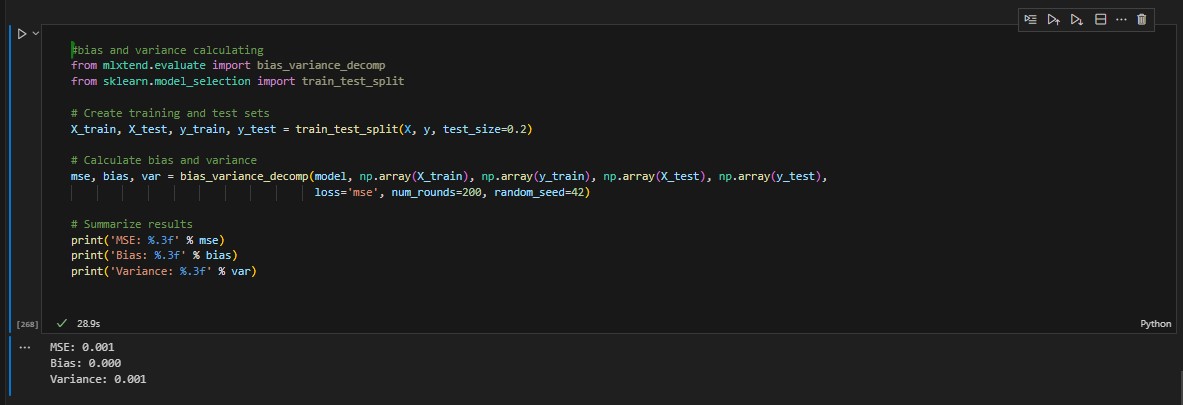 #bias and variance calculating
from mlxtend.evaluate import bias_variance_decomp
from sklearn.model_selection import train_test_split
# Create training and test sets
X_train, X_test, y_train, y_test = train_test_split(X, y, test_size=0.2)
# Calculate bias and variance
mse, bias, var = bias_variance_decomp(model, np.array(X_train), np.array(y_train), np.array(X_test), np.array(y_test),
loss='mse', num_rounds=200, random_seed=42)
# Summarize results
print('MSE: %.3f' % mse)
print('Bias: %.3f' % bias)
print('Variance: %.3f' % var)
[268] 28.9s Python
MSE: 0.001
Bias: 0.000
Variance: 0.001